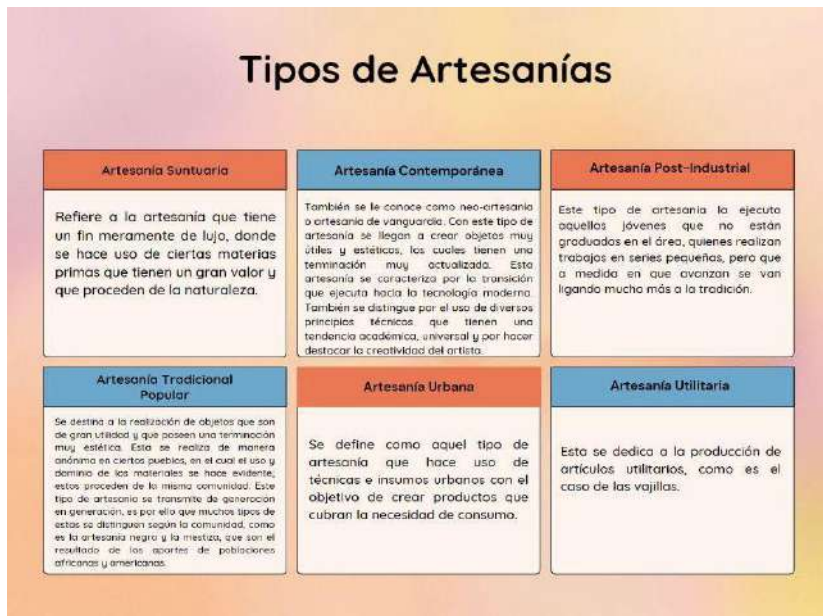 Tipos de Artesanías
Artesanía Suntuaria
Refiere a la artesanía que tiene
un fin meramente de lujo, donde
se hace uso de ciertas materias
primas que tienen un gran valor y
que proceden de la naturaleza.
Artesanía Contemporánea
También se le conoce como neo-artesanía
o artesanía de vanguardia. Con este tipo de
artesanía se llegan a crear objetos muy
útiles y estéticos, los cuales tienen una
terminación muy actualizada. Esta
artesanía se caracteriza por la transición
que ejecuta hacia la tecnología moderna.
También se distingue por el uso de diversos
principios técnicos que tienen una
tendencia académica, universal y por hacer
destacar la creatividad del artista.
Artesanía Post-Industrial
Este tipo de artesanía la ejecuta
aquellos jóvenes que no están
graduados en el área, quienes realizan
trabajos en series pequeñas, pero que
a medida en que avanzan se van
ligando mucho más a la tradición.
Artesanía Tradicional
Popular
Se destina a la realización de objetos que son
de gran utilidad y que poseen una terminación
muy estética. Esta se realiza de manera
anónima en ciertos pueblos, en el cual el uso y
dominio de los materiales se hace evidente,
estos proceden de la misma comunidad. Este
tipo de artesanía se transmite de generación
en generación, es por ello que muchos tipos de
estas se distinguen según la comunidad, como
es la artesanía negra y la mestiza, que son el
resultado de los aportes de poblaciones
africanas y americanas.
Artesanía Urbana
Se define como aquel tipo de
artesanía que hace uso de
técnicas e insumos urbanos con el
objetivo de crear productos que
cubran la necesidad de consumo.
Artesanía Utilitaria
Esta se dedica a la producción de
artículos utilitarios, como es el
caso de las vajillas.